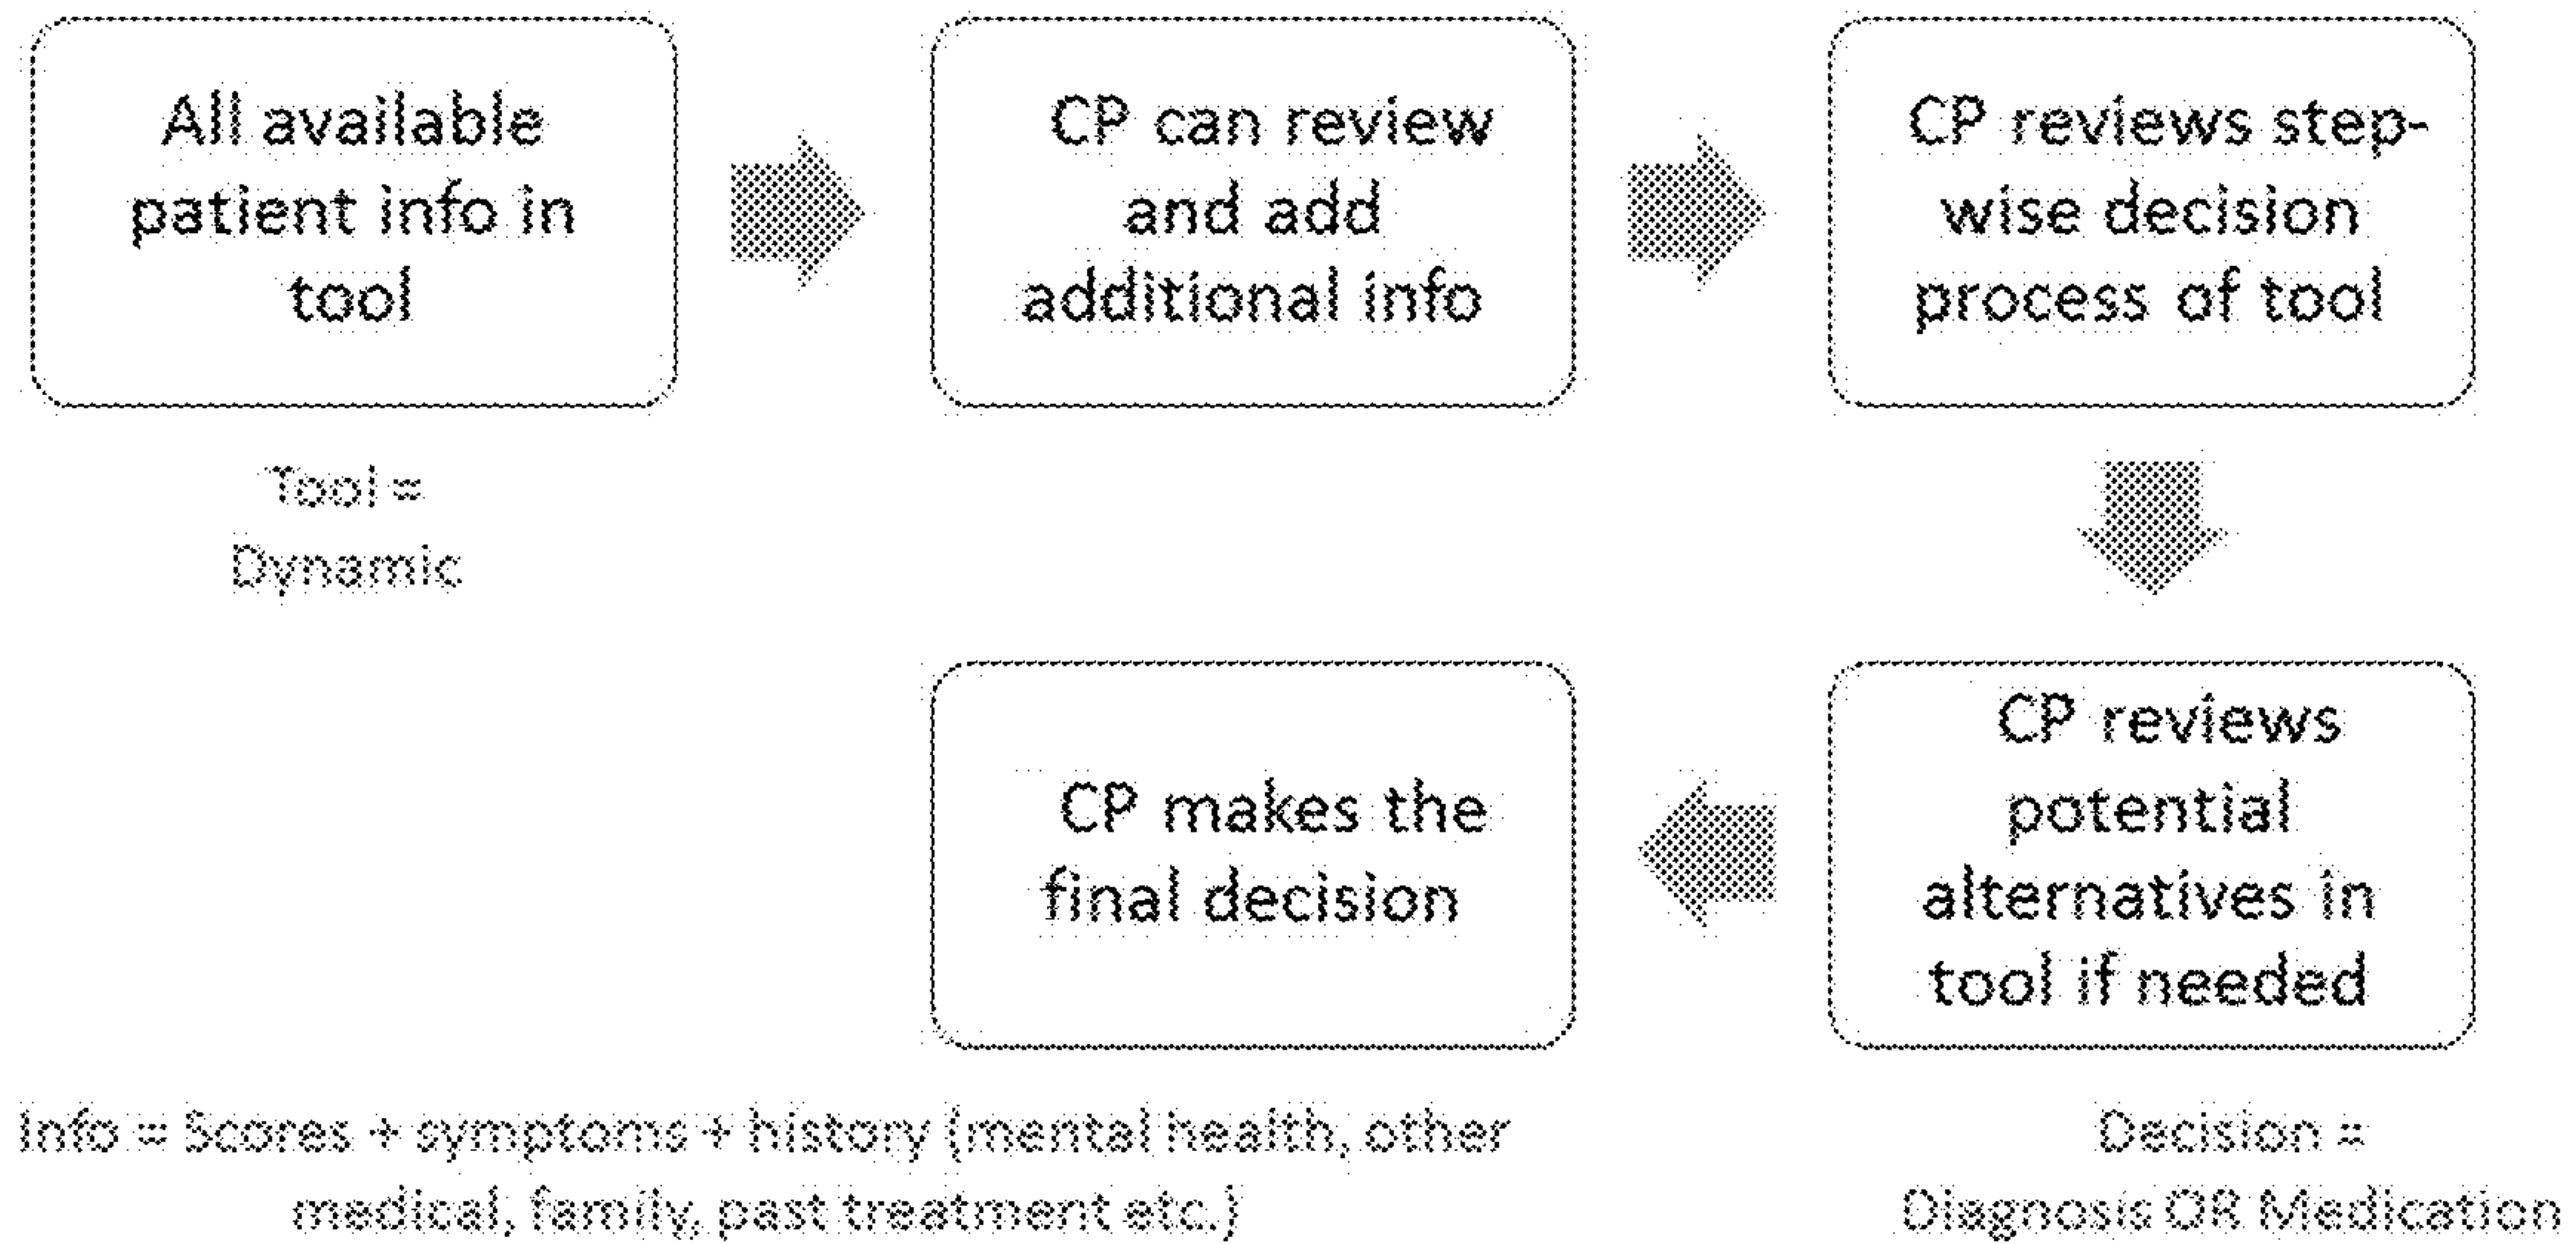 All available
patient info in
tool
CP can review
and add
additional info
CP reviews step-
wise decision
process of tool
Tool =
Dynamic
CP makes the
final decision
CP reviews
potential
alternatives in
tool if needed
Info = Scores + symptoms + history (mental health, other
medical, family, past treatment etc.)
Decision =
Diagnosis OR Medication